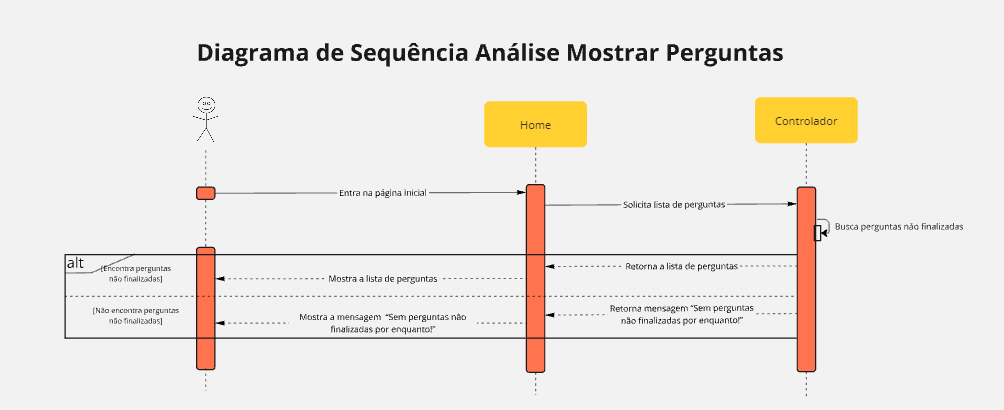 Diagrama de Sequência Análise Mostrar Perguntas
Home
Controlador
Entra na página inicial
Solicita lista de perguntas
Busca perguntas não finalizadas
alt
[Encontra perguntas
não finalizadas]
Retorna a lista de perguntas
Mostra a lista de perguntas
[Não encontra perguntas
não finalizadas]
Retorna mensagem “Sem perguntas
não finalizadas por enquanto!”
Mostra a mensagem “Sem perguntas não
finalizadas por enquanto!”